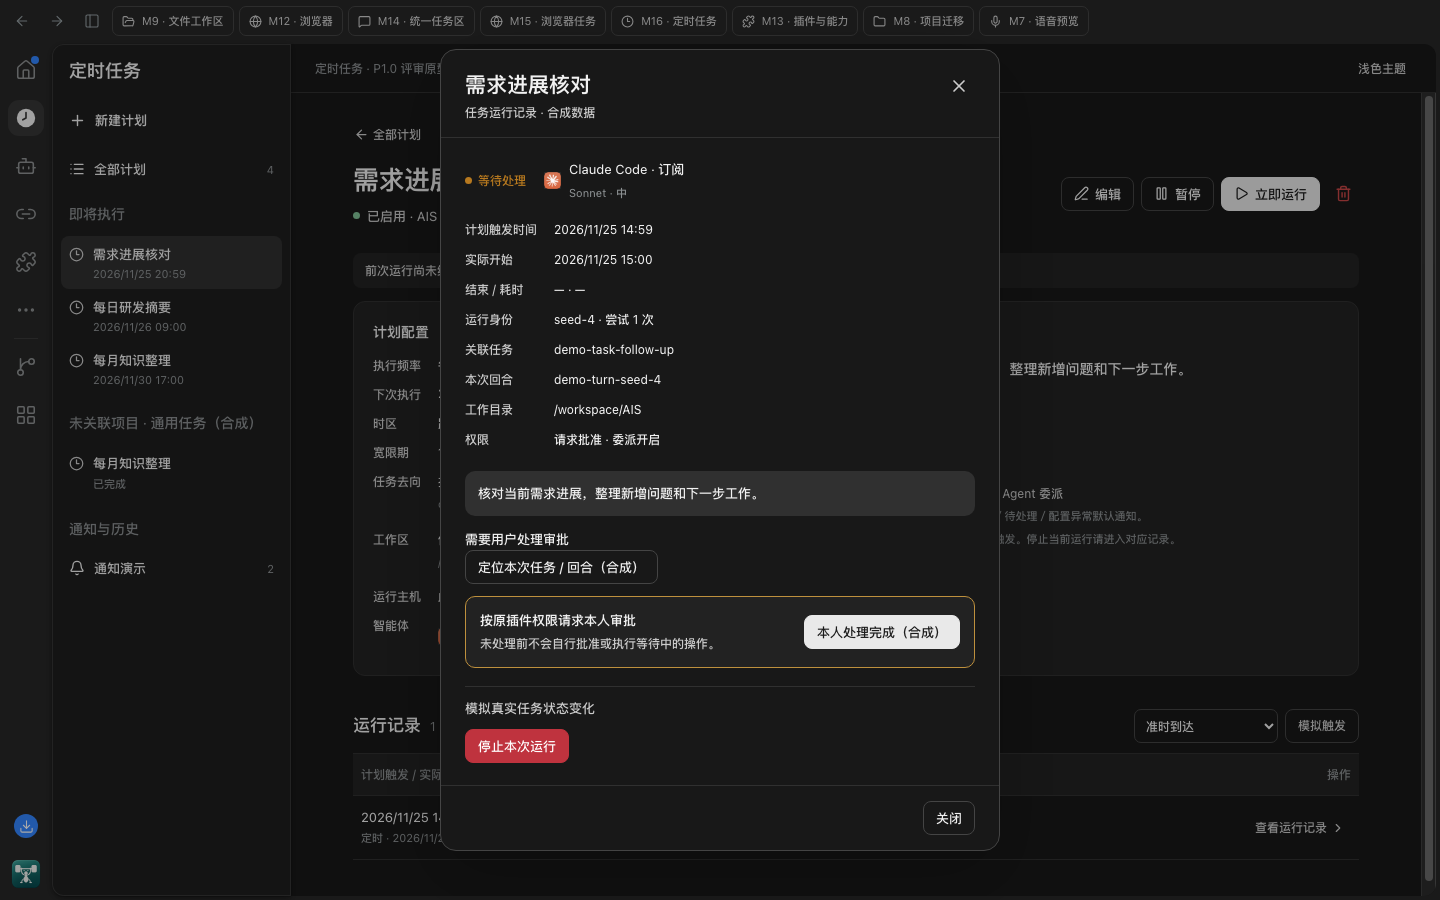 M9 · 文件工作区
M12 · 浏览器
M14 · 统一任务区
M15 · 浏览器任务
M16 · 定时任务
M13 · 插件与能力
M8 · 项目迁移
M7 · 语音预览
定时任务
新建计划
全部计划 4
即将执行
需求进展核对
2026/11/25 20:59
每日研发摘要
2026/11/26 09:00
每月知识整理
2026/11/30 17:00
未关联项目 · 通用任务（合成）
每月知识整理
已完成
通知与历史
通知演示 2
定时任务 · P1.0 评审原
浅色主题
全部计划
需求进
已启用 · AIS
编辑
暂停
立即运行
前次运行尚未
计划配置
执行频率
下次执行
时区
宽限期
任务去向
工作区
运行主机
智能体
整理新增问题和下一步工作。
Agent 委派
待处理 / 配置异常默认通知。
发。停止当前运行请进入对应记录。
运行记录 1
准时到达
模拟触发
计划触发 / 实际
操作
2026/11/25 1
定时 · 2026/11/2
查看运行记录
需求进展核对
任务运行记录 · 合成数据
等待处理
Claude Code · 订阅
Sonnet · 中
计划触发时间 2026/11/25 14:59
实际开始 2026/11/25 15:00
结束 / 耗时 — · —
运行身份 seed-4 · 尝试 1 次
关联任务 demo-task-follow-up
本次回合 demo-turn-seed-4
工作目录 /workspace/AIS
权限 请求批准 · 委派开启
核对当前需求进展，整理新增问题和下一步工作。
需要用户处理审批
定位本次任务 / 回合（合成）
按原插件权限请求本人审批
未处理前不会自行批准或执行等待中的操作。
本人处理完成（合成）
模拟真实任务状态变化
停止本次运行
关闭